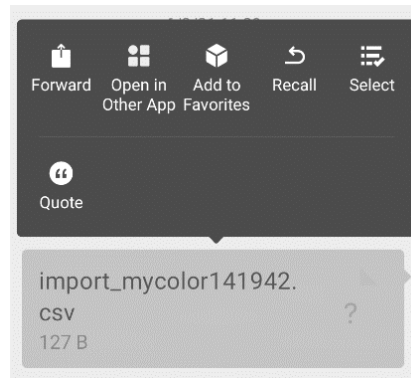 Forward
Open in
Other App
Add to
Favorites
Recall
Select
Quote
import_mycolor141942.
csv
127 B
?